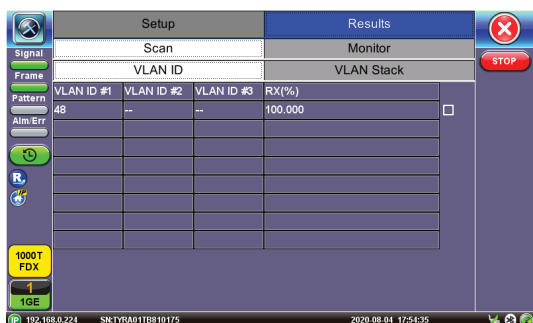 Setup Results
Signal Scan Monitor
STOP
Frame VLAN ID VLAN Stack
Pattern VLAN ID #1 VLAN ID #2 VLAN ID #3 RX(%)
48 -- -- 100.000
Alm/Err
R,
IP
1000T
FDX
1
1GE
IP 192.168.0.224 SN:TYRA01TB810175 2020-08-04 17:54:35